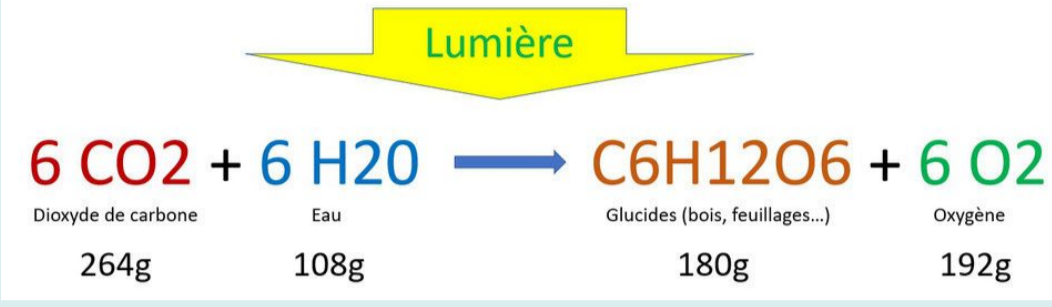 Lumière
6 CO2 + 6 H20 C6H12O6 + 6 O2
Dioxyde de carbone Eau Glucides (bois, feuillages...) Oxygène
264g 108g 180g 192g